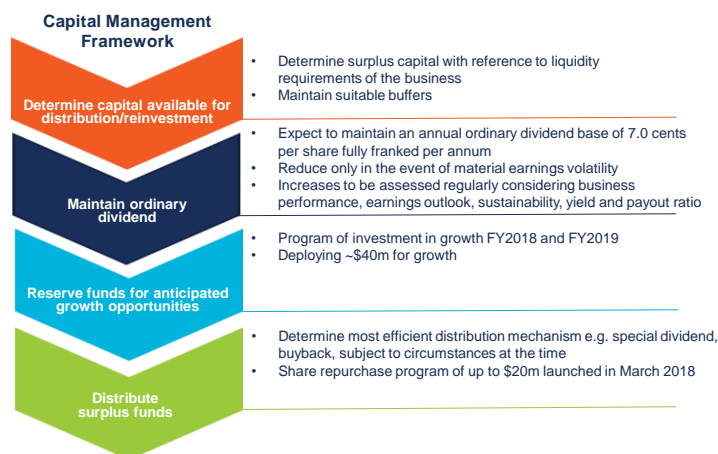 Capital Management
Framework
Determine capital available for
distribution/reinvestment
• Determine surplus capital with reference to liquidity
requirements of the business
• Maintain suitable buffers
Maintain ordinary
dividend
• Expect to maintain an annual ordinary dividend base of 7.0 cents
per share fully franked per annum
• Reduce only in the event of material earnings volatility
• Increases to be assessed regularly considering business
performance, earnings outlook, sustainability, yield and payout ratio
Reserve funds for anticipated
growth opportunities
• Program of investment in growth FY2018 and FY2019
• Deploying ~$40m for growth
Distribute
surplus funds
• Determine most efficient distribution mechanism e.g. special dividend,
buyback, subject to circumstances at the time
• Share repurchase program of up to $20m launched in March 2018